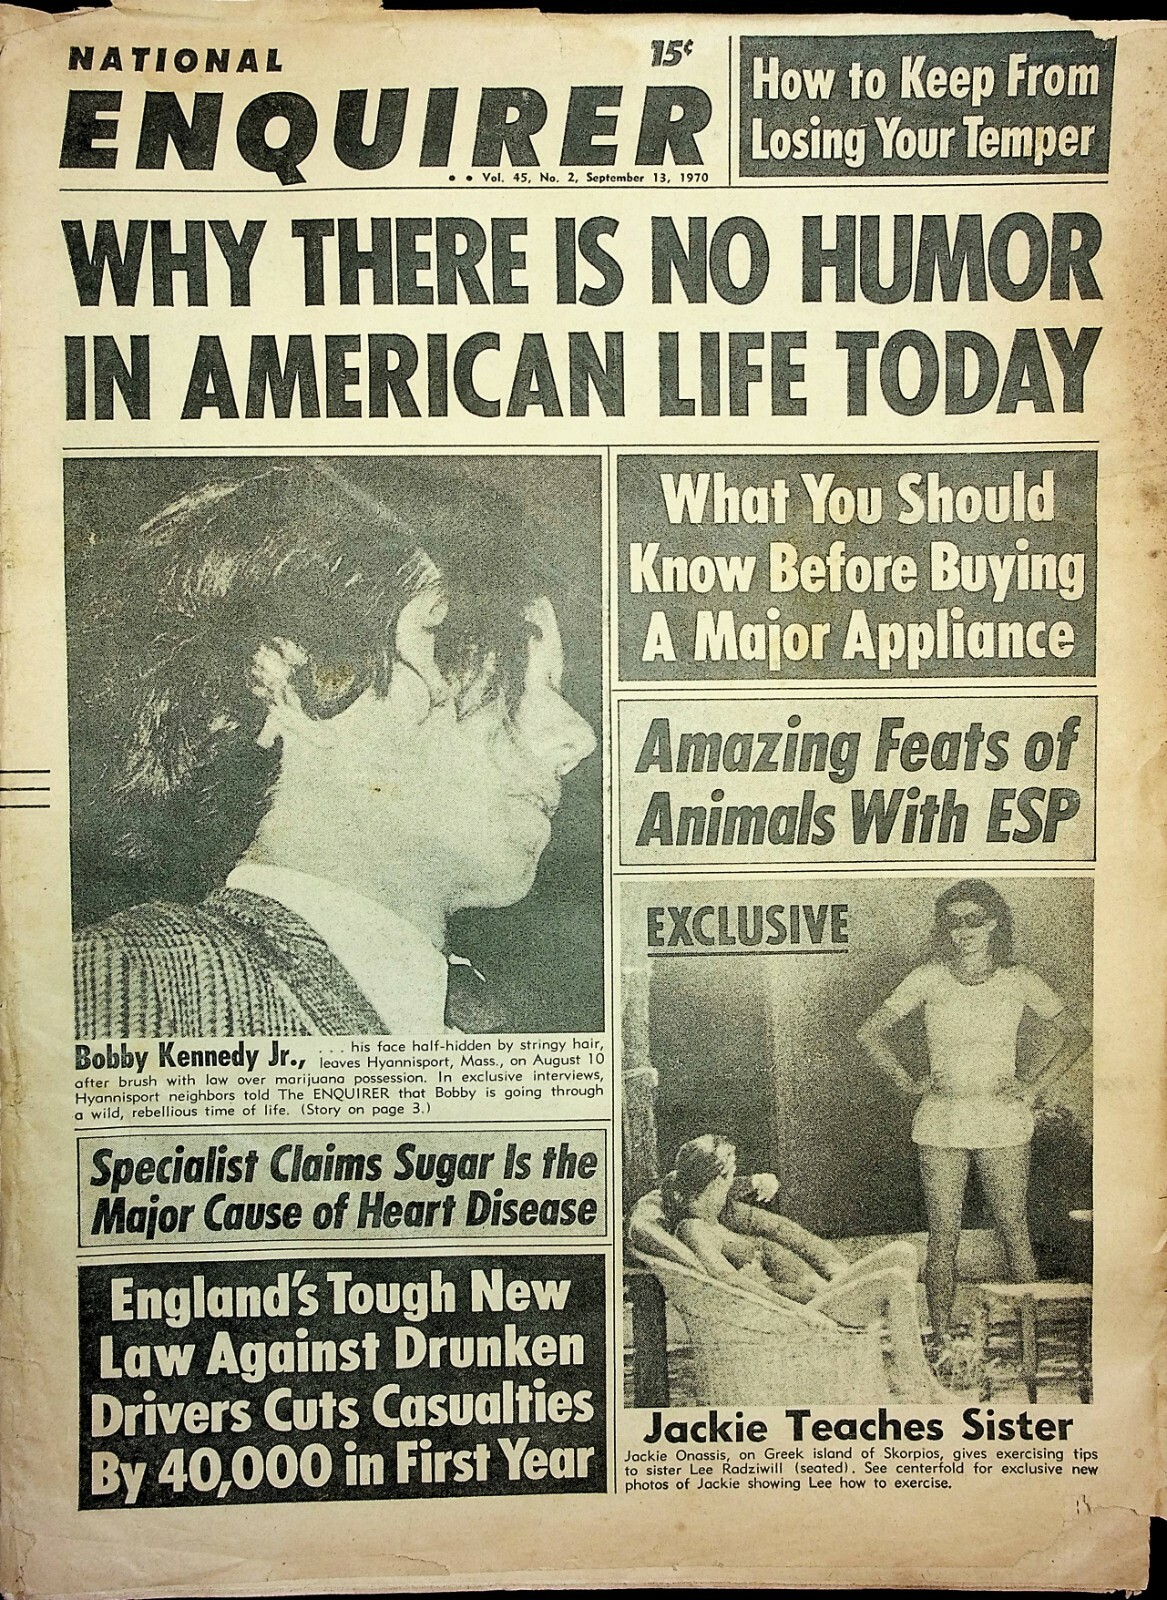 NATIONAL
15¢
ENQUIRER
• • Vol. 45, No. 2, September 13, 1970
How to Keep From
Losing Your Temper
WHY THERE IS NO HUMOR
IN AMERICAN LIFE TODAY
Bobby Kennedy Jr., ... his face half-hidden by stringy hair,
leaves Hyannisport, Mass., on August 10
after brush with law over marijuana possession. In exclusive interviews,
Hyannisport neighbors told The ENQUIRER that Bobby is going through
a wild, rebellious time of life. (Story on page 3.)
Specialist Claims Sugar Is the
Major Cause of Heart Disease
England's Tough New
Law Against Drunken
Drivers Cuts Casualties
By 40,000 in First Year
What You Should
Know Before Buying
A Major Appliance
Amazing Feats of
Animals With ESP
EXCLUSIVE
Jackie Teaches Sister
Jackie Onassis, on Greek island of Skorpios, gives exercising tips
to sister Lee Radziwill (seated). See centerfold for exclusive new
photos of Jackie showing Lee how to exercise.